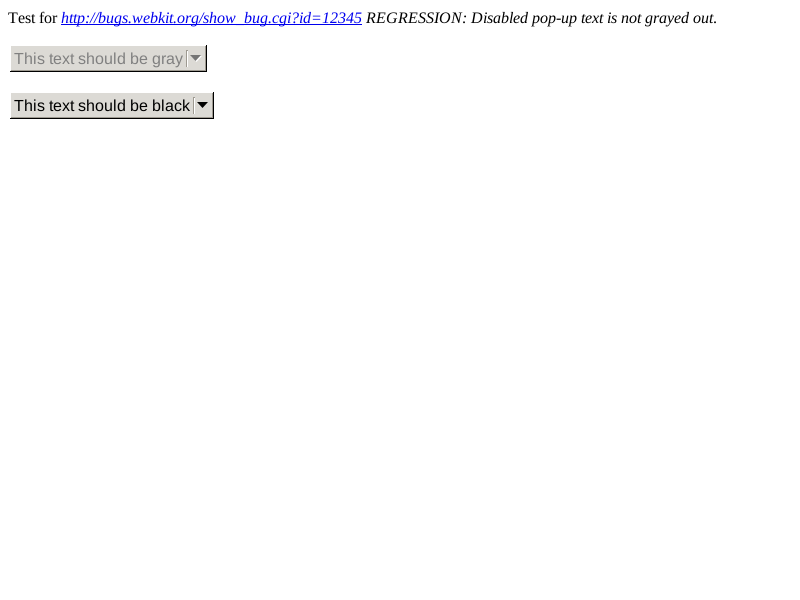 Test for http://bugs.webkit.org/show_bug.cgi?id=12345 REGRESSION: Disabled pop-up text is not grayed out.
This text should be gray
This text should be black